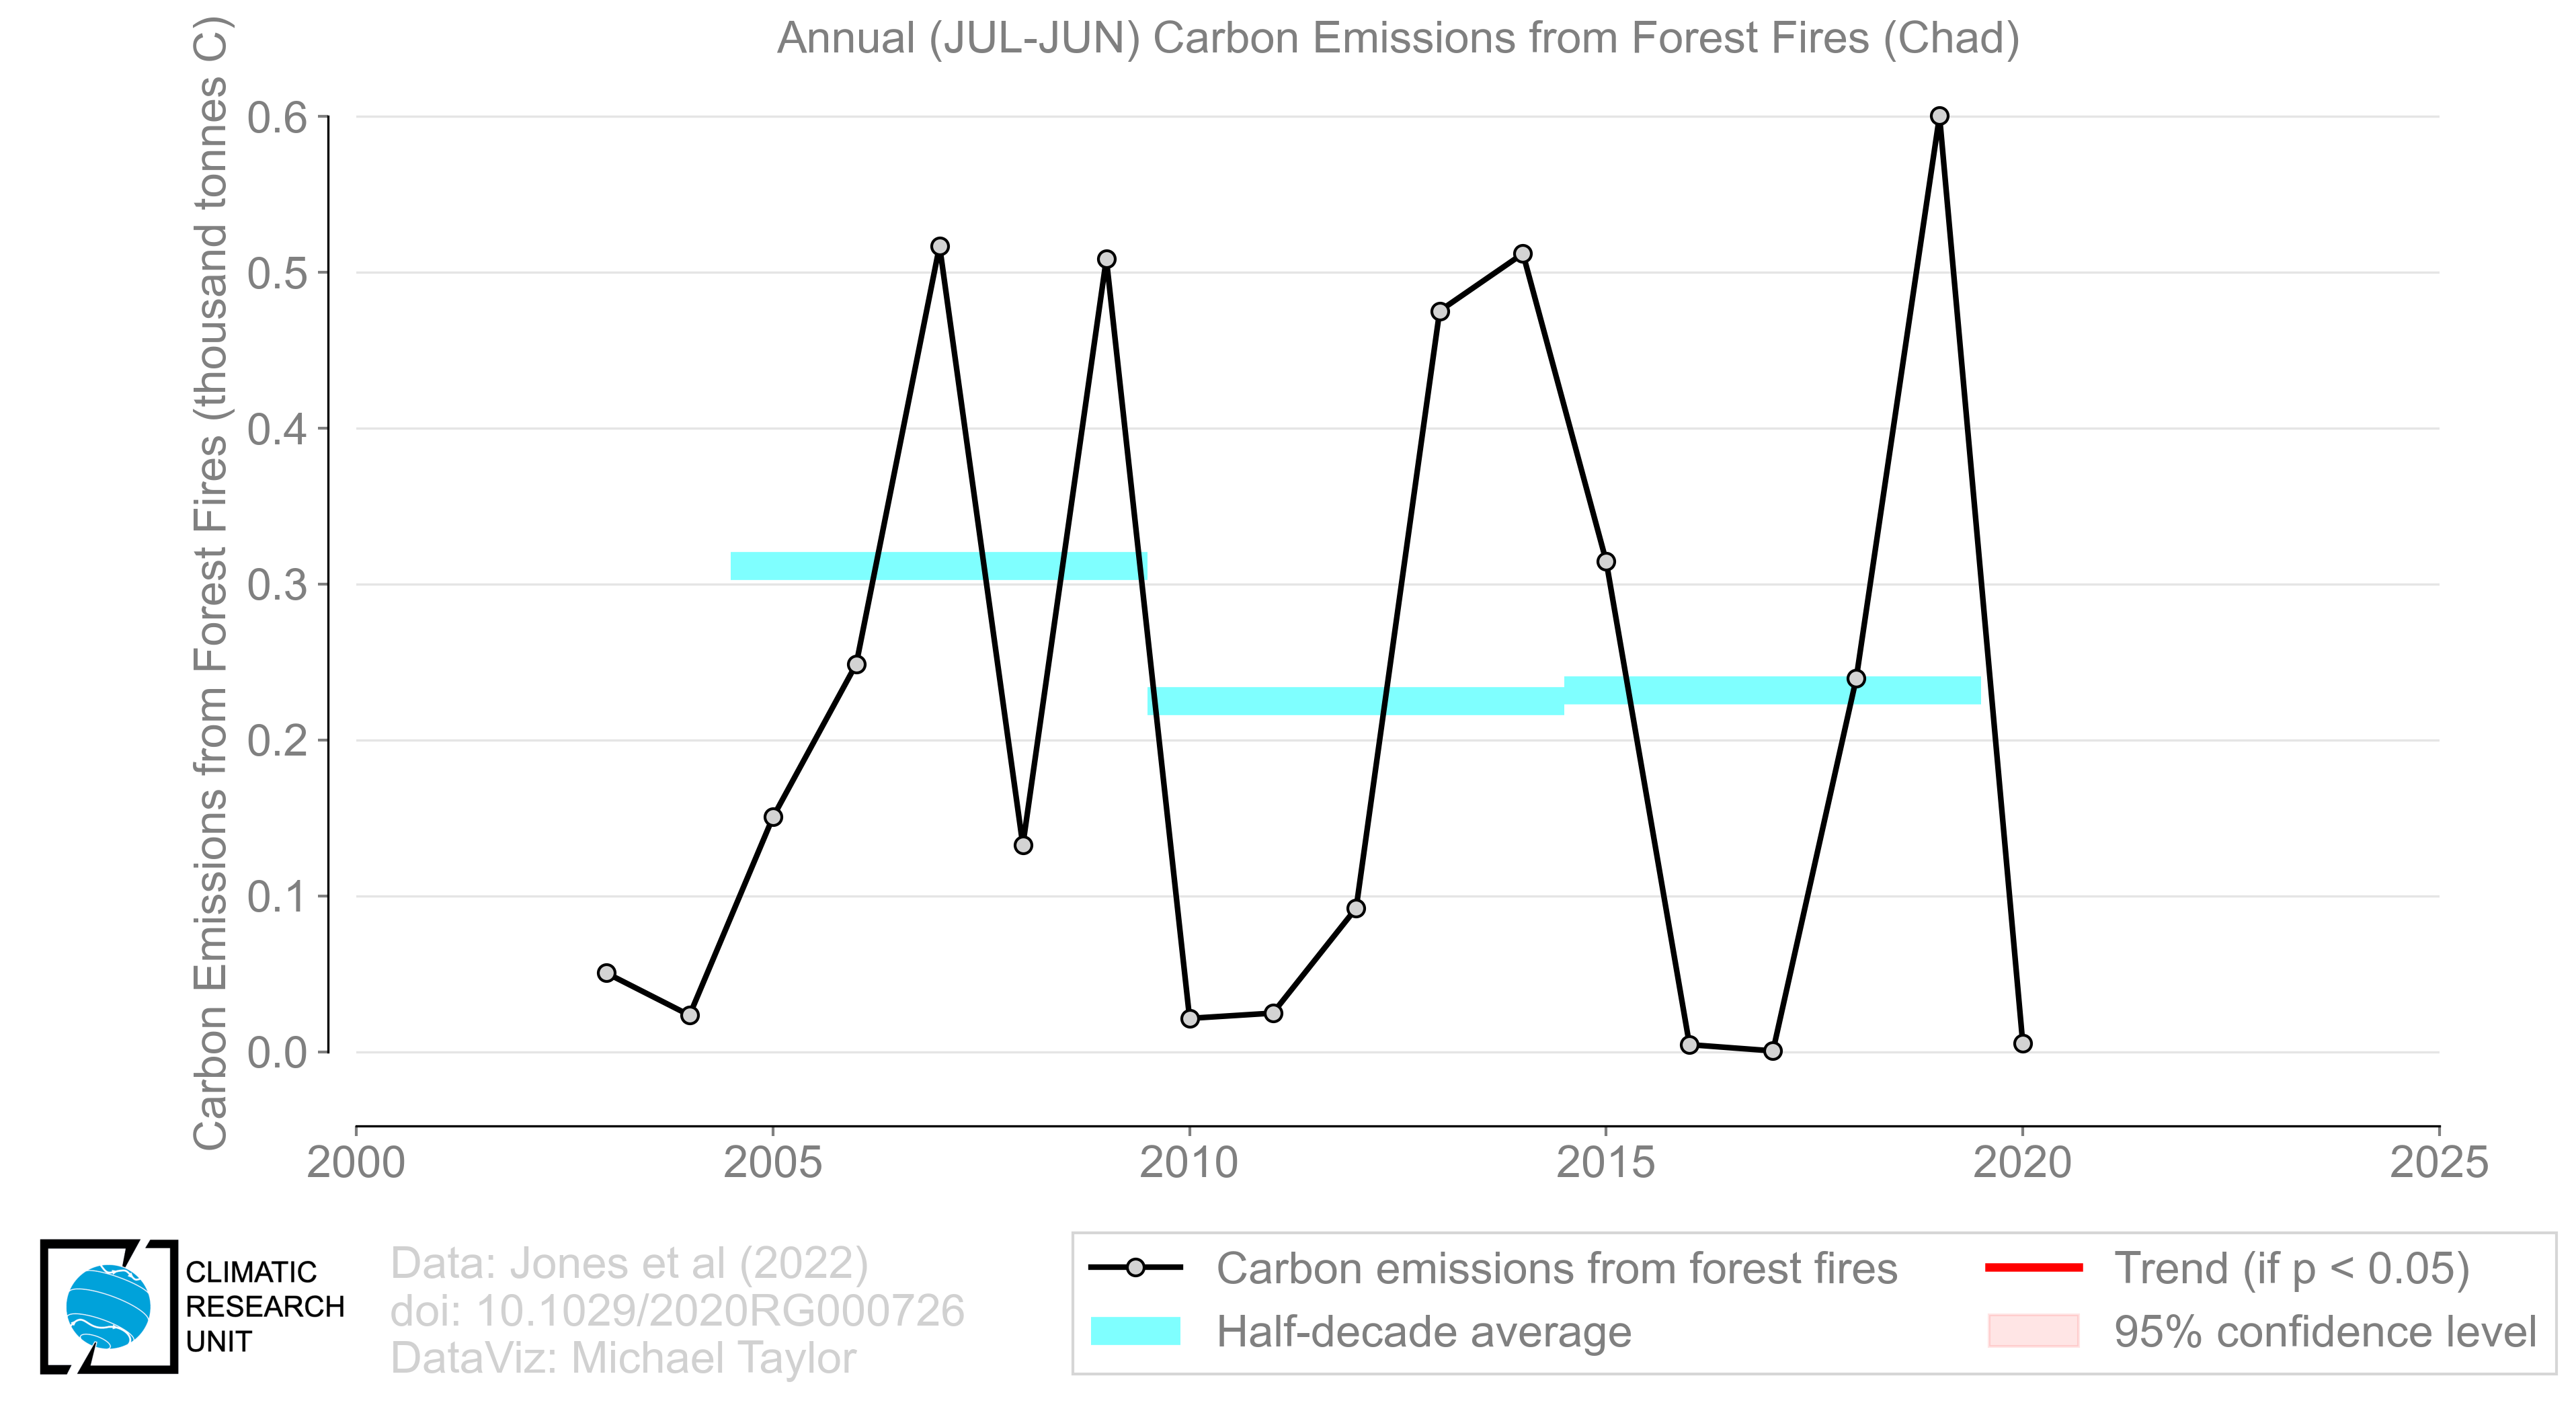 Annual (JUL-JUN) Carbon Emissions from Forest Fires (Chad)
Carbon Emissions from Forest Fires (thousand tonnes C)
0.6
0.5
0.4
0.3
0.2
0.1
0.0
2000 2005 2010 2015 2020 2025
CLIMATIC
RESEARCH
UNIT
Data: Jones et al (2022)
doi: 10.1029/2020RG000726
DataViz: Michael Taylor
Carbon emissions from forest fires
Half-decade average
Trend (if p < 0.05)
95% confidence level